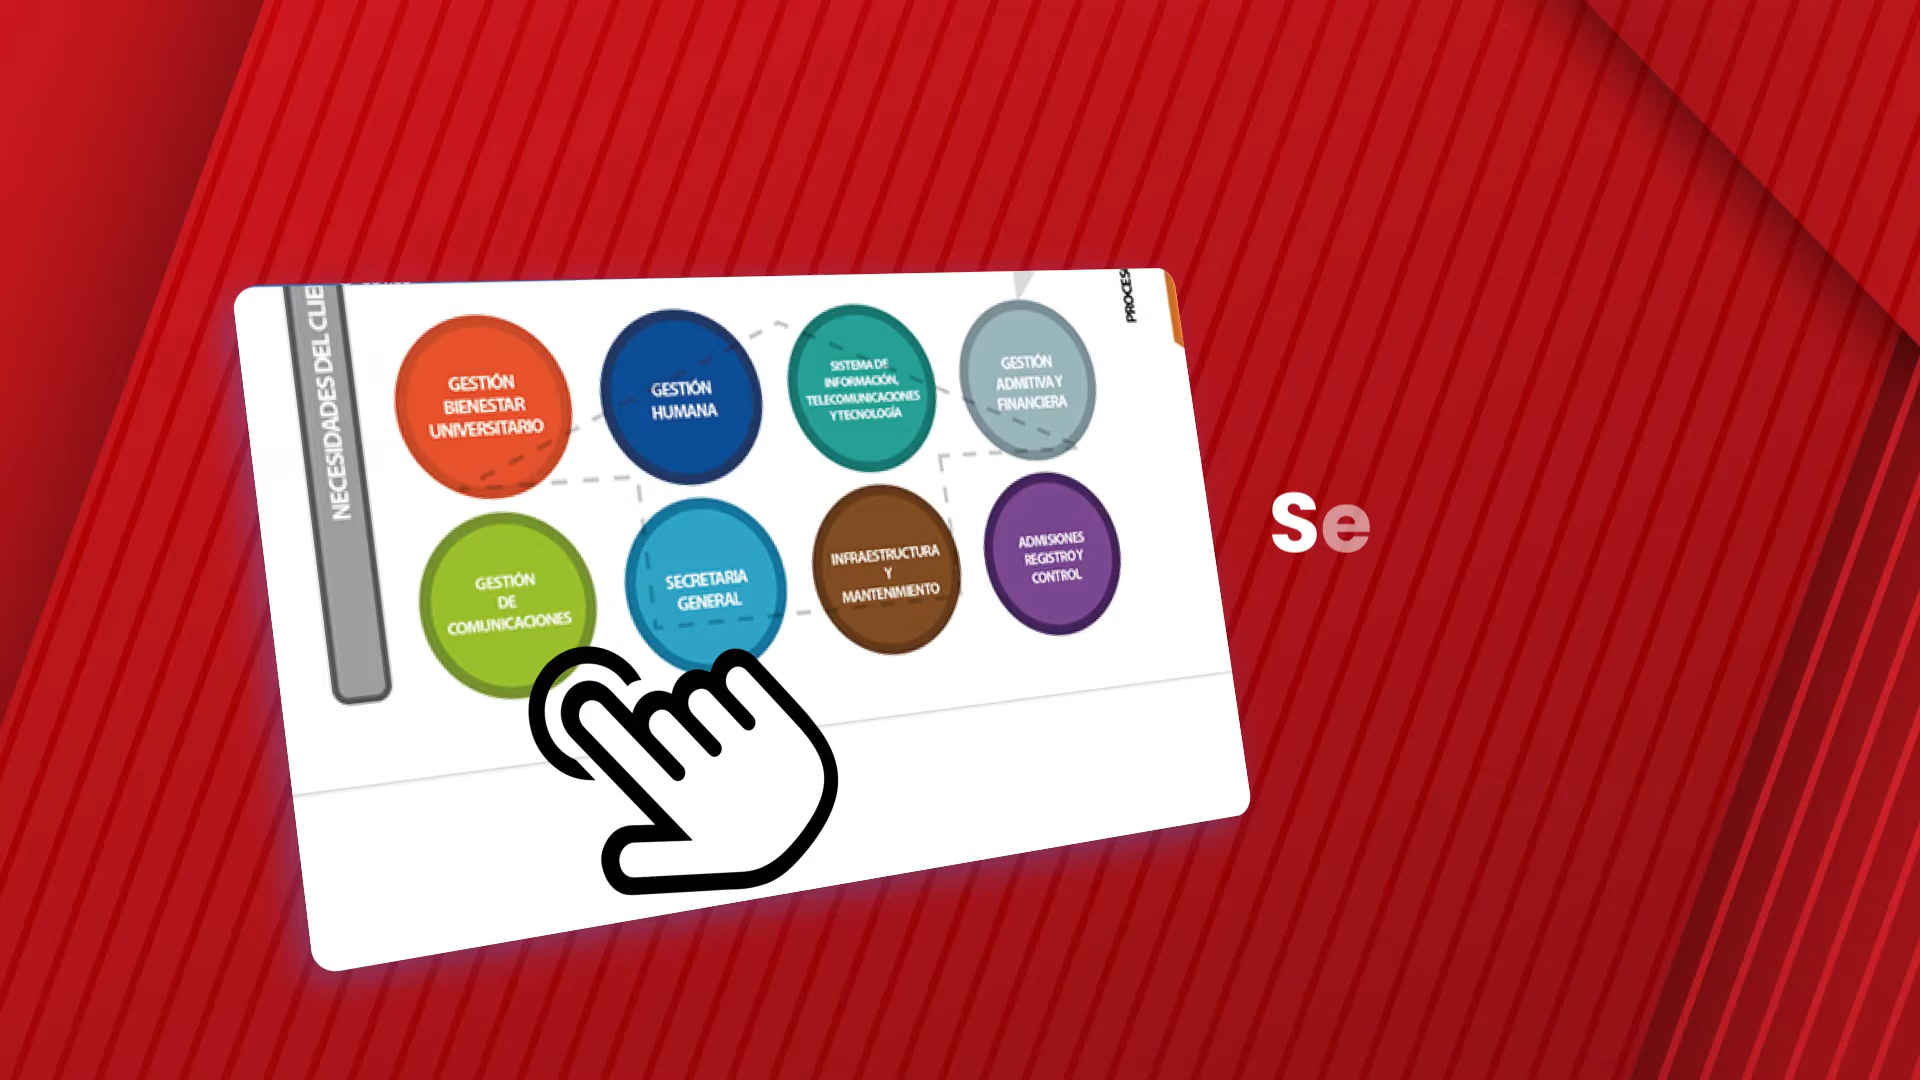 NECESIDADES DEL CLIE
GESTIÓN
BIENESTAR
UNIVERSITARIO
GESTIÓN
HUMANA
SISTEMA DE
INFORMACIÓN,
TELECOMUNICACIONES
Y TECNOLOGÍA
GESTIÓN
ADMITIVA Y
FINANCIERA
PROCES
GESTIÓN
DE
COMUNICACIONES
SECRETARIA
GENERAL
INFRAESTRUCTURA
Y
MANTENIMIENTO
ADMISIONES
REGISTRO Y
CONTROL
Se